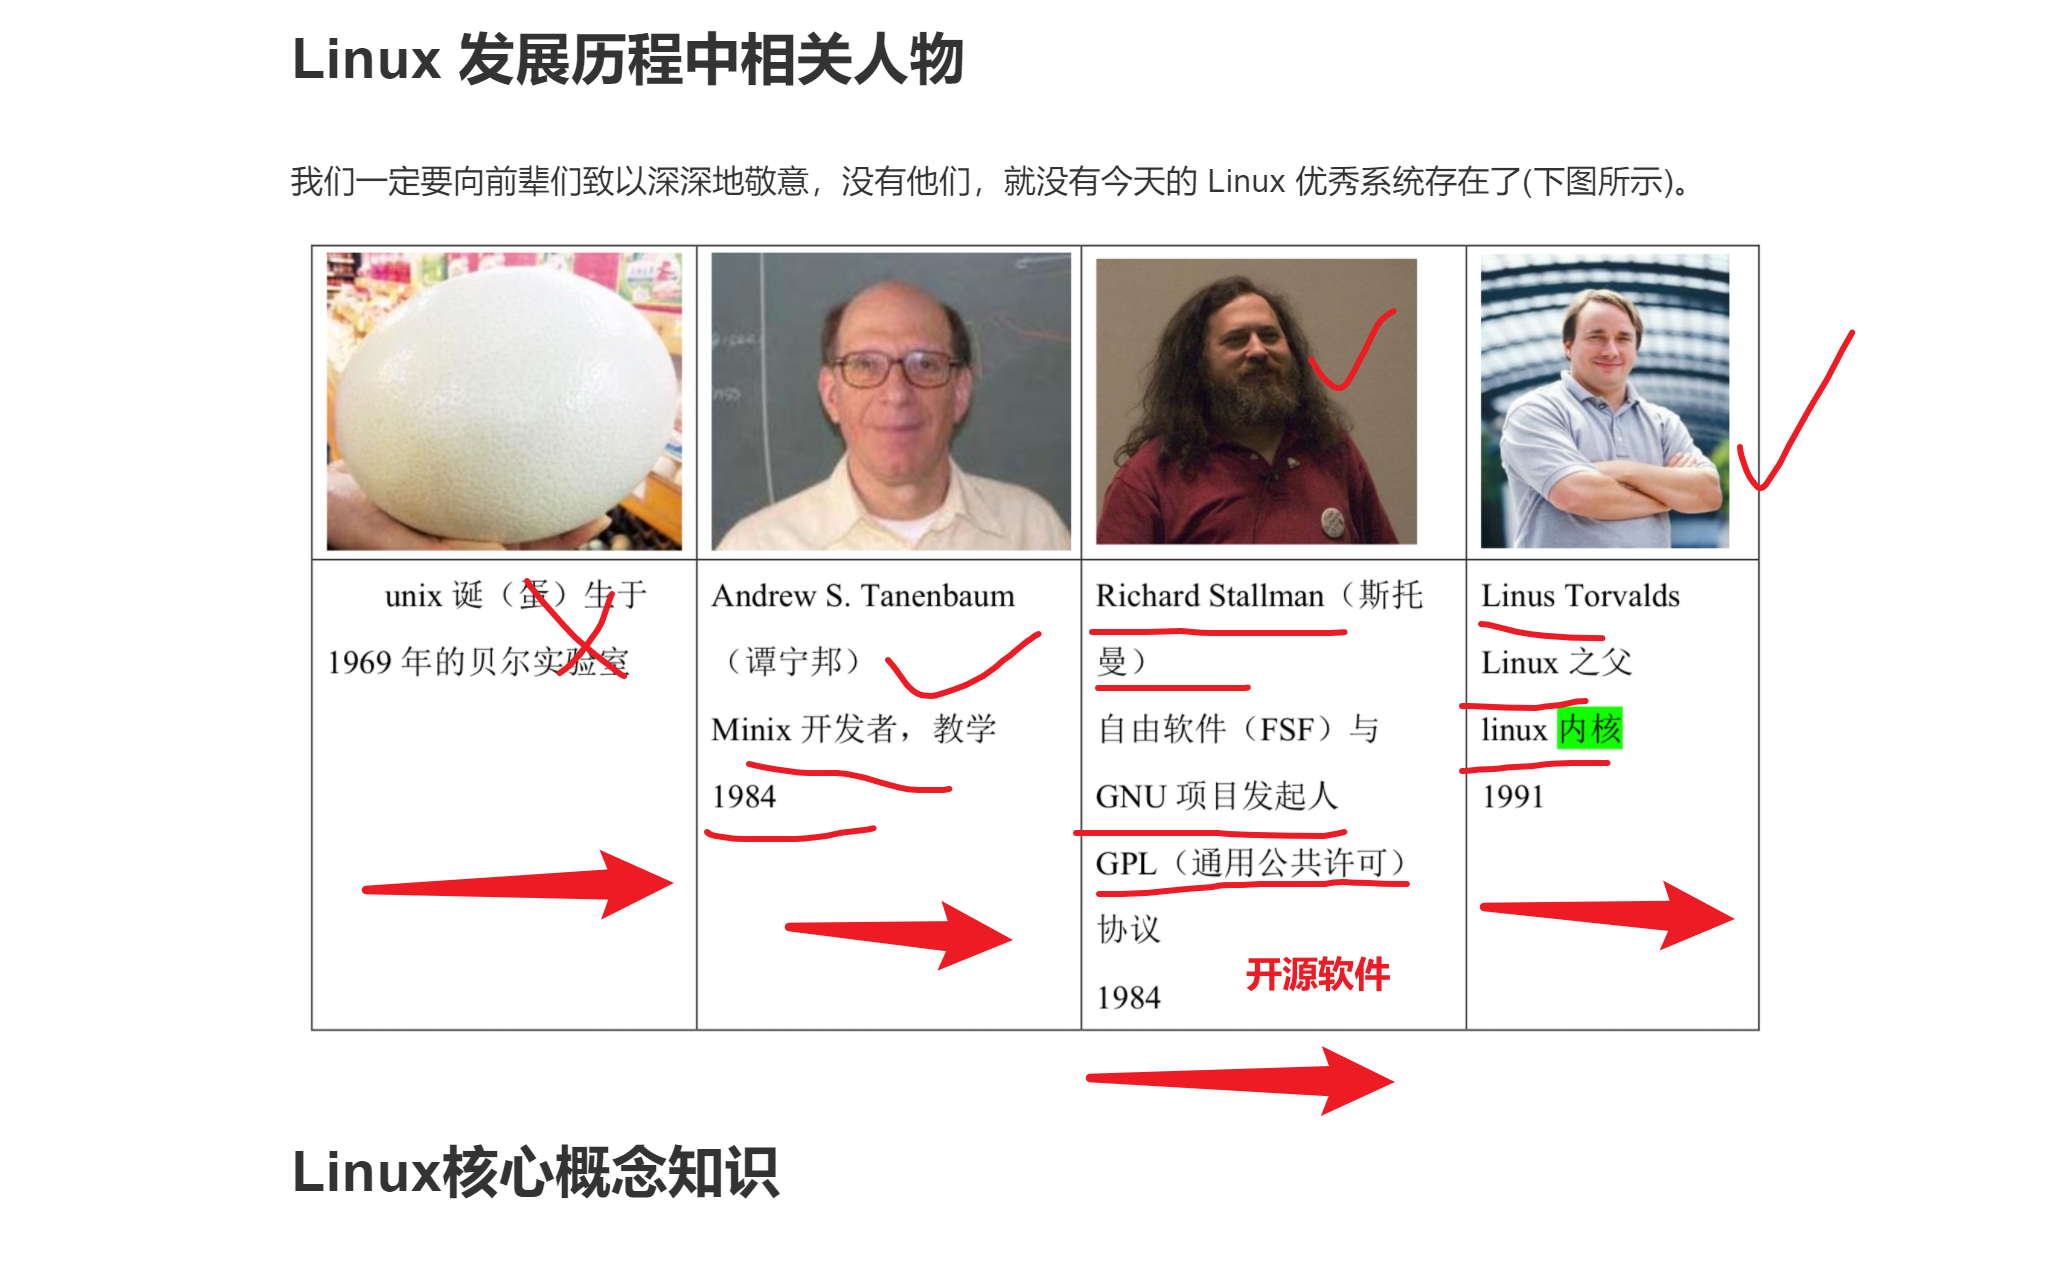 Linux 发展历程中相关人物
我们一定要向前辈们致以深深地敬意，没有他们，就没有今天的 Linux 优秀系统存在了(下图所示)。
unix 诞（蛋）生于
1969 年的贝尔实验室
Andrew S. Tanenbaum
（谭宁邦）
Minix 开发者，教学
1984
Richard Stallman（斯托
曼）
自由软件（FSF）与
GNU 项目发起人
GPL（通用公共许可）
协议
1984
开源软件
Linus Torvalds
Linux 之父
linux 内核
1991
Linux核心概念知识